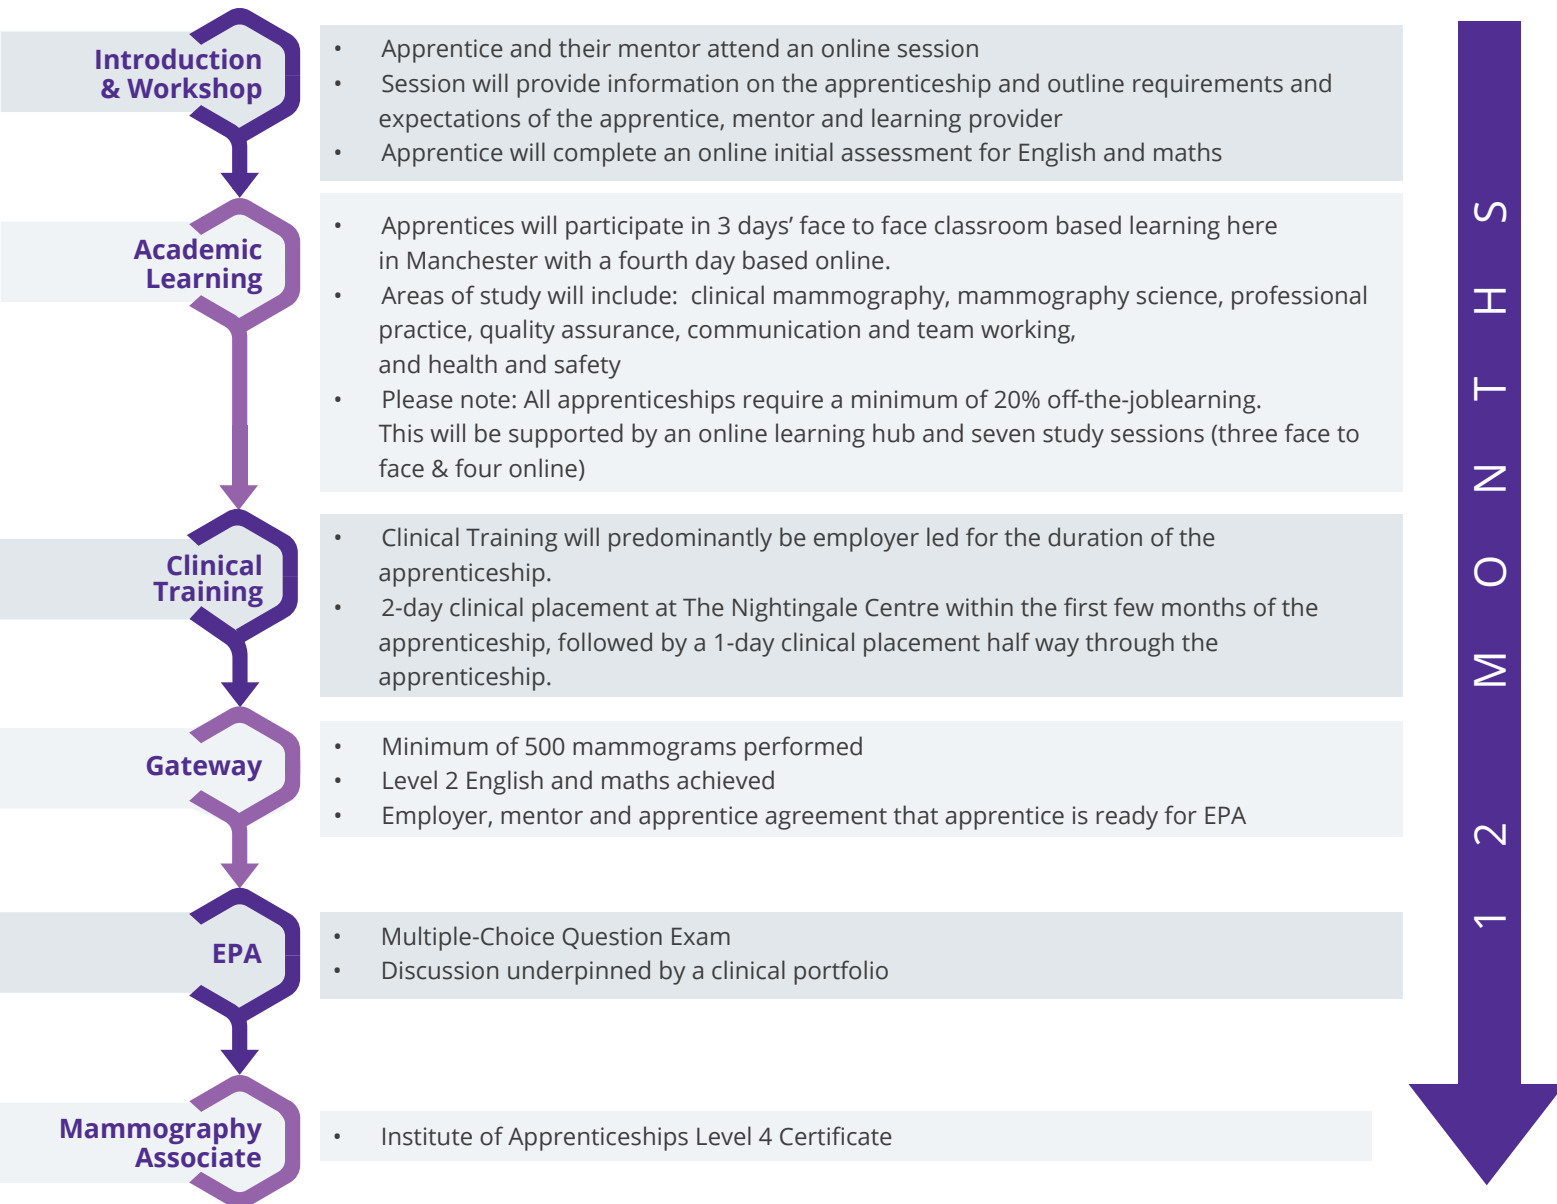 Introduction
& Workshop
• Apprentice and their mentor attend an online session
• Session will provide information on the apprenticeship and outline requirements and
expectations of the apprentice, mentor and learning provider
• Apprentice will complete an online initial assessment for English and maths
Academic
Learning
• Apprentices will participate in 3 days’ face to face classroom based learning here
in Manchester with a fourth day based online.
• Areas of study will include: clinical mammography, mammography science, professional
practice, quality assurance, communication and team working,
and health and safety
• Please note: All apprenticeships require a minimum of 20% off-the-joblearning.
This will be supported by an online learning hub and seven study sessions (three face to
face & four online)
Clinical
Training
• Clinical Training will predominantly be employer led for the duration of the
apprenticeship.
• 2-day clinical placement at The Nightingale Centre within the first few months of the
apprenticeship, followed by a 1-day clinical placement half way through the
apprenticeship.
Gateway
• Minimum of 500 mammograms performed
• Level 2 English and maths achieved
• Employer, mentor and apprentice agreement that apprentice is ready for EPA
EPA
• Multiple-Choice Question Exam
• Discussion underpinned by a clinical portfolio
Mammography
Associate
• Institute of Apprenticeships Level 4 Certificate
12 MONTHS